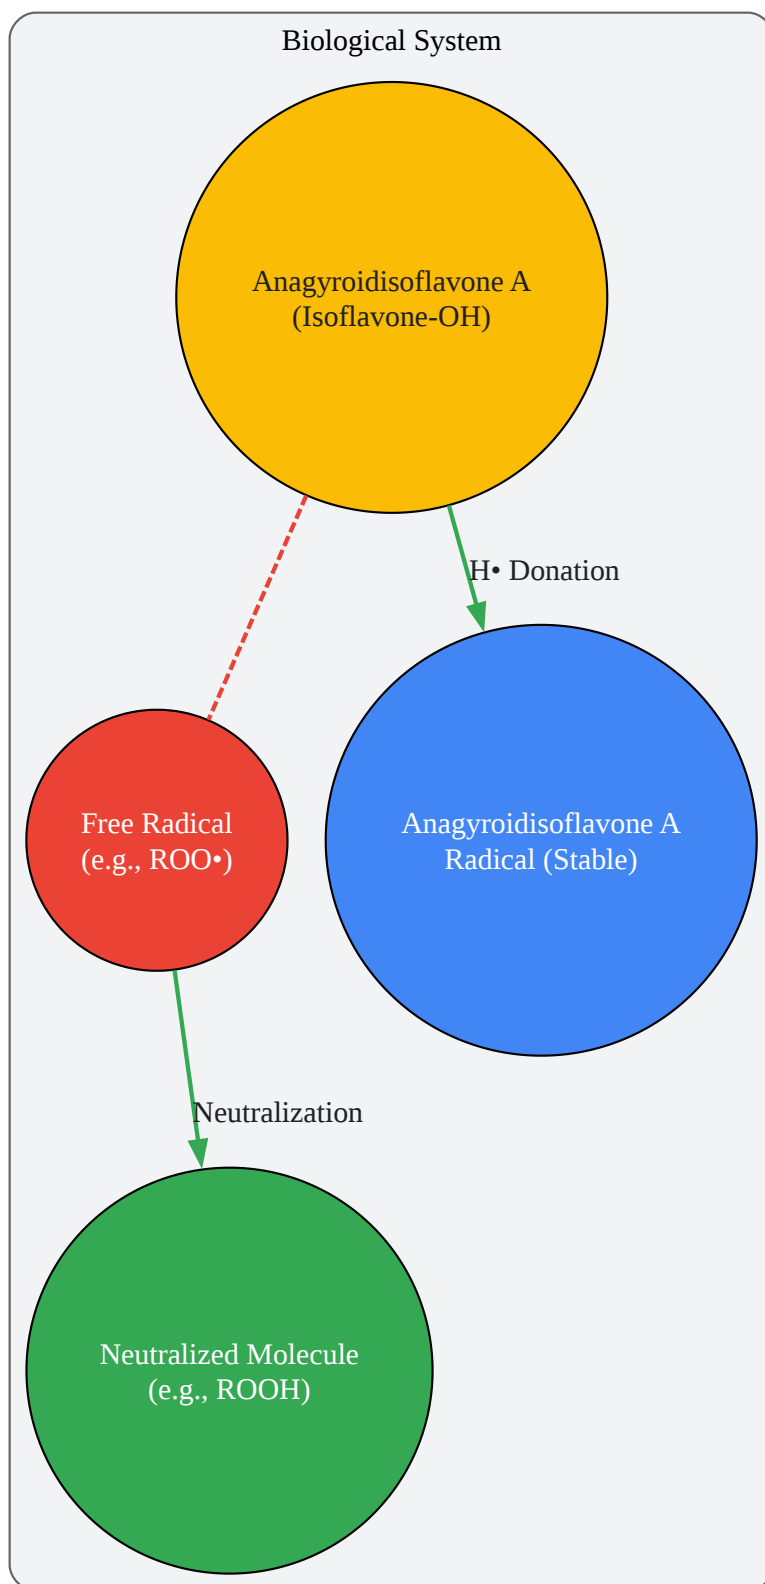 Biological System
Anagyroidisoflavone A
(Isoflavone-OH)
H• Donation
Free Radical
(e.g., ROO•)
Anagyroidisoflavone A
Radical (Stable)
Neutralization
Neutralized Molecule
(e.g., ROOH)